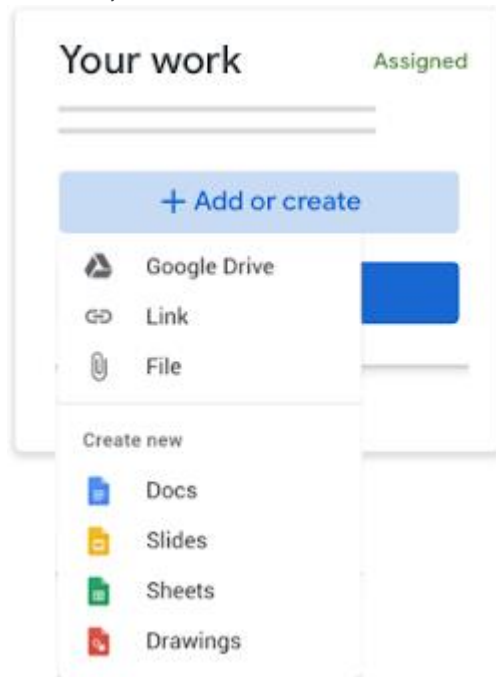 Your work
Assigned
+ Add or create
Google Drive
Link
File
Create new
Docs
Slides
Sheets
Drawings